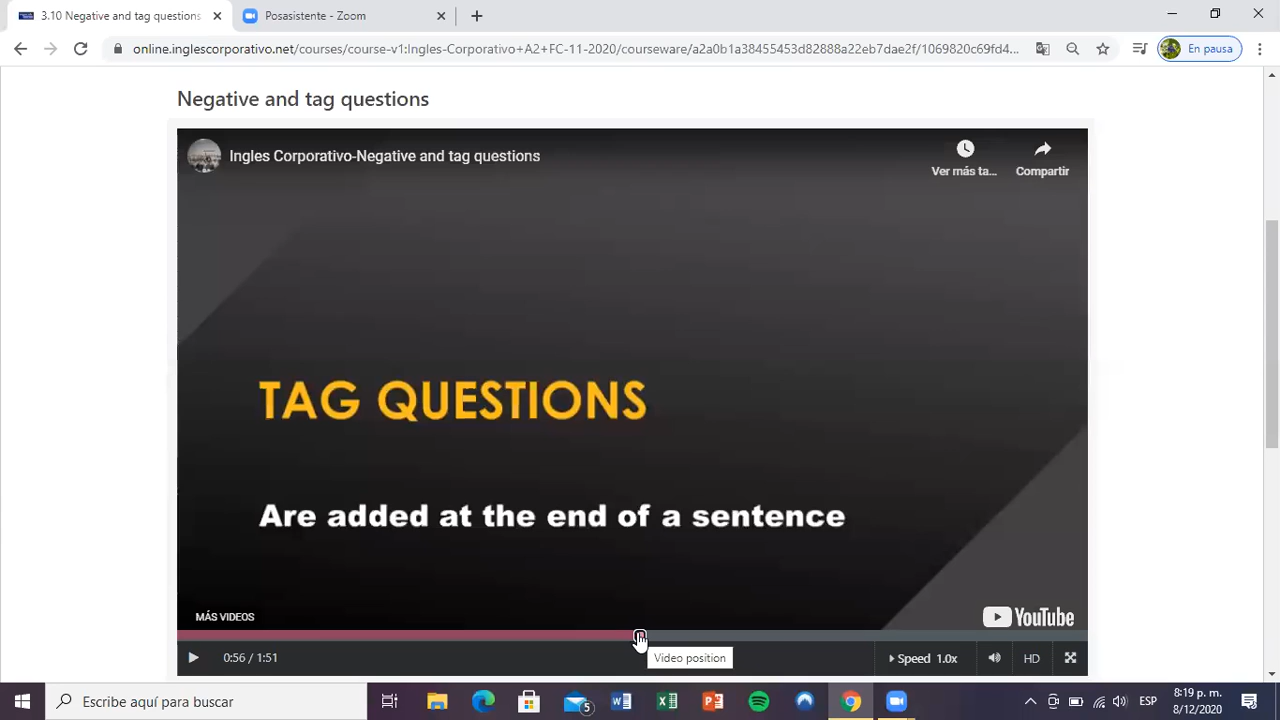 3.10 Negative and tag questions
Posasistente - Zoom
online.inglescorporativo.net/courses/course-v1:Ingles-Corporativo+A2+FC-11-2020/courseware/a2a0b1a38455453d82888a22eb7dae2f/1069820c69fd4...
En pausa
Negative and tag questions
Ingles Corporativo-Negative and tag questions
Ver más ta...
Compartir
TAG QUESTIONS
Are added at the end of a sentence
MÁS VIDEOS
YouTube
0:56 / 1:51
Video position
Speed 1.0x
HD
Escribe aquí para buscar
5
ESP
8:19 p. m.
8/12/2020